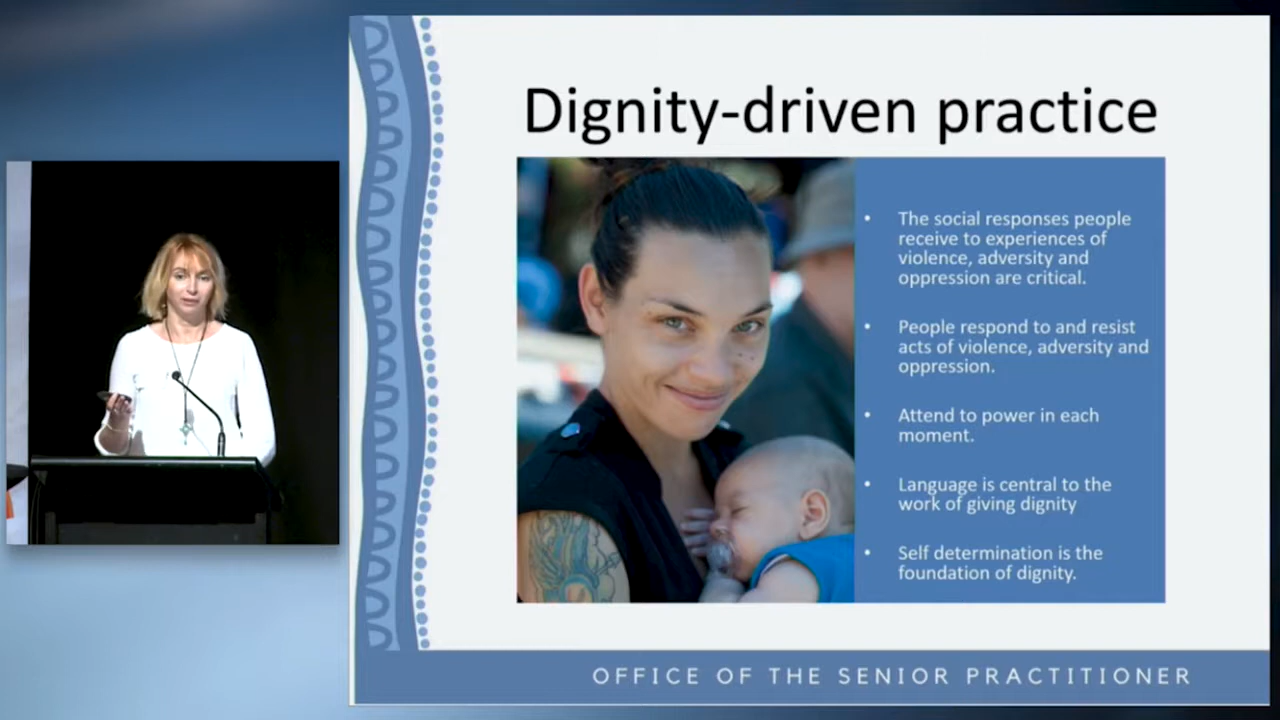 Dignity-driven practice
• The social responses people
receive to experiences of
violence, adversity and
oppression are critical.
• People respond to and resist
acts of violence, adversity and
oppression.
• Attend to power in each
moment.
• Language is central to the
work of giving dignity
• Self determination is the
foundation of dignity.
OFFICE OF THE SENIOR PRACTITIONER